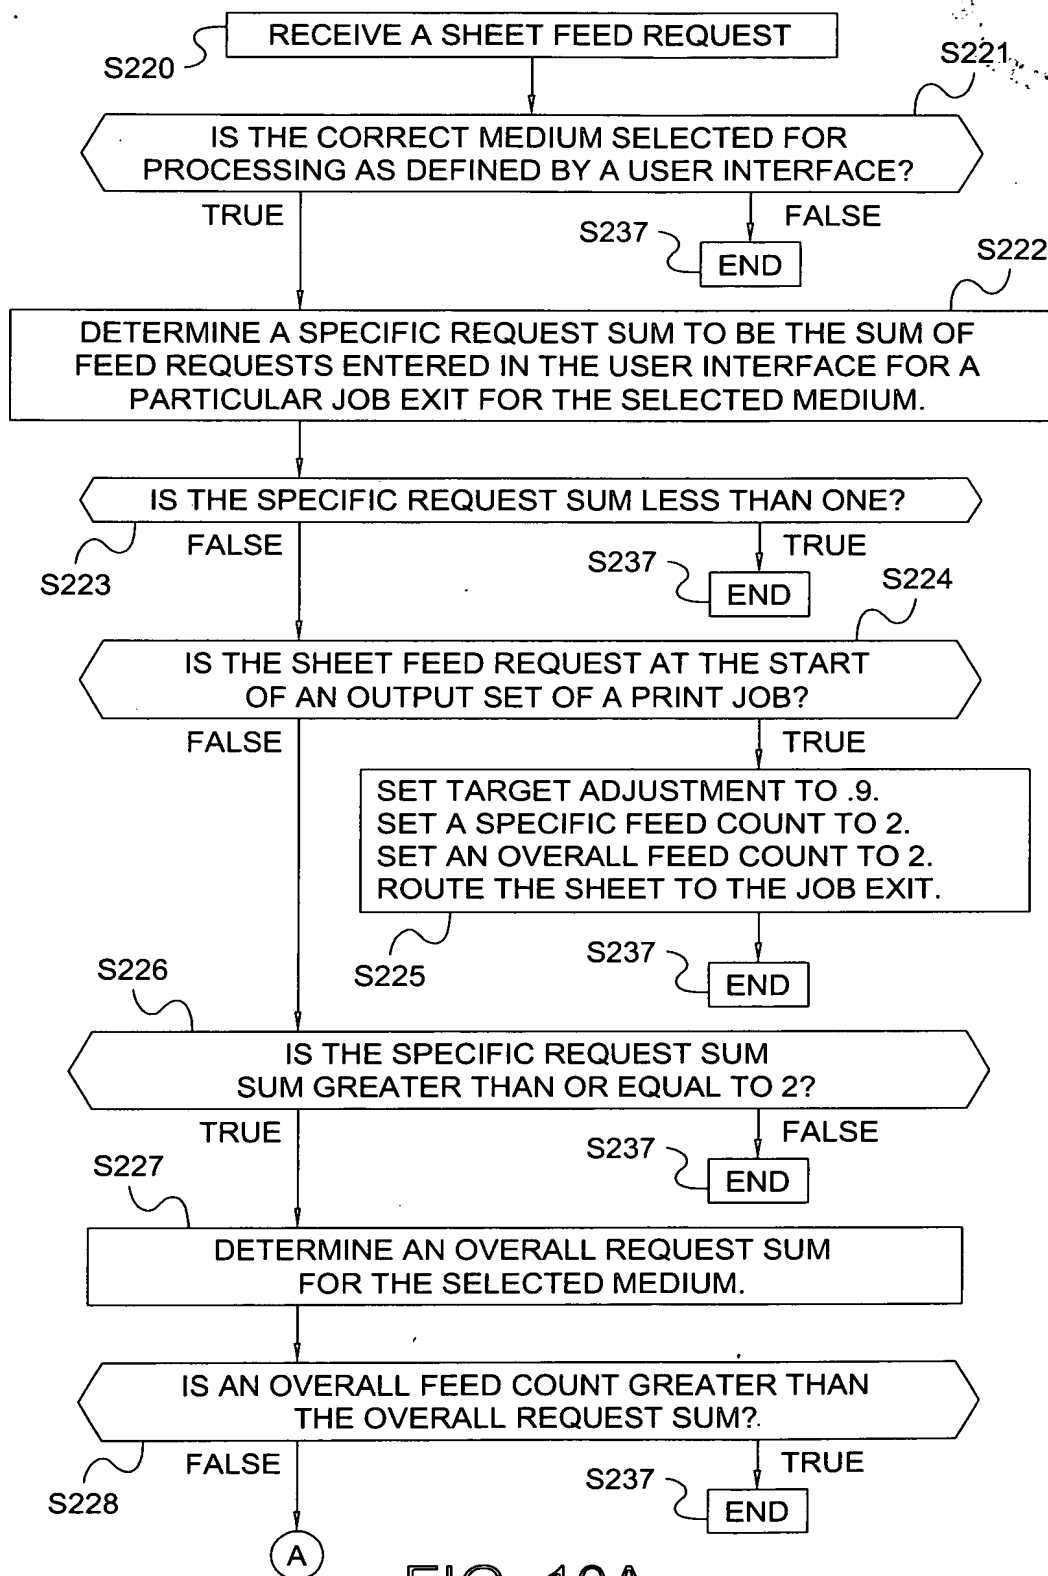 RECEIVE A SHEET FEED REQUEST
S220
S221
IS THE CORRECT MEDIUM SELECTED FOR
PROCESSING AS DEFINED BY A USER INTERFACE?
TRUE
FALSE
S237
END
S222
DETERMINE A SPECIFIC REQUEST SUM TO BE THE SUM OF
FEED REQUESTS ENTERED IN THE USER INTERFACE FOR A
PARTICULAR JOB EXIT FOR THE SELECTED MEDIUM.
IS THE SPECIFIC REQUEST SUM LESS THAN ONE?
S223
FALSE
TRUE
S237
END
S224
IS THE SHEET FEED REQUEST AT THE START
OF AN OUTPUT SET OF A PRINT JOB?
FALSE
TRUE
SET TARGET ADJUSTMENT TO .9.
SET A SPECIFIC FEED COUNT TO 2.
SET AN OVERALL FEED COUNT TO 2.
ROUTE THE SHEET TO THE JOB EXIT.
S225
S237
END
S226
IS THE SPECIFIC REQUEST SUM
SUM GREATER THAN OR EQUAL TO 2?
TRUE
FALSE
S237
END
S227
DETERMINE AN OVERALL REQUEST SUM
FOR THE SELECTED MEDIUM.
IS AN OVERALL FEED COUNT GREATER THAN
THE OVERALL REQUEST SUM?
S228
FALSE
TRUE
S237
END
A